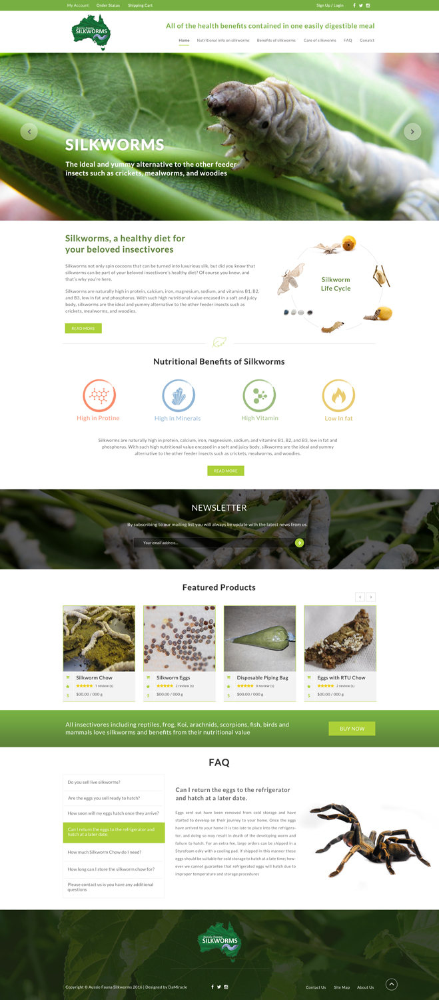 My Account Order Status Shipping Cart Sign Up / Login
Aussie Fauna
SILKWORMS
All of the health benefits contained in one easily digestible meal
Home Nutritional info on silkworms Benefits of silkworms Care of silkworms FAQ Conatct
SILKWORMS
The ideal and yummy alternative to the other feeder
insects such as crickets, mealworms, and woodies
Silkworms, a healthy diet for
your beloved insectivores
Silkworms not only spin cocoons that can be turned into luxurious silk, but did you know that
silkworms can be part of your beloved insectivore's healthy diet? Of course you knew, and
that's why you're here.
Silkworms are naturally high in protein, calcium, iron, magnesium, sodium, and vitamins B1, B2,
and B3, low in fat and phosphorus. With such high nutritional value encased in a soft and juicy
body, silkworms are the ideal and yummy alternative to the other feeder insects such as
crickets, mealworms, and woodies.
READ MORE
Silkworm
Life Cycle
Nutritional Benefits of Silkworms
High in Protine High in Minerals High Vitamin Low In fat
Silkworms are naturally high in protein, calcium, iron, magnesium, sodium, and vitamins B1, B2, and B3, low in fat and
phosphorus. With such high nutritional value encased in a soft and juicy body, silkworms are the ideal and yummy
alternative to the other feeder insects such as crickets, mealworms, and woodies.
READ MORE
NEWSLETTER
By subscribing to our mailing list you will always be update with the latest news from us.
Your email address...
Featured Products
Silkworm Chow
1 review (s)
$00.00 / 000 g
Silkworm Eggs
2 review (s)
$00.00 / 000 g
Disposable Piping Bag
0 review (s)
$00.00 / 000 g
Eggs with RTU Chow
2 review (s)
$00.00 / 000 g
All insectivores including reptiles, frog, Koi, arachnids, scorpions, fish, birds and
mammals love silkworms and benefits from their nutritional value
BUY NOW
FAQ
Do you sell live silkworms?
Are the eggs you sell ready to hatch?
How soon will my eggs hatch once they arrive?
Can I return the eggs to the refrigerator and
hatch at a later date.
How much Silkworm Chow do I need?
How long can I store the silkworm chow for?
Please contact us is you have any additional
questions
Can I return the eggs to the refrigerator
and hatch at a later date.
Eggs sent out have been removed from cold storage and have
started to develop on their journey to your home. Once the eggs
have arrived to your home it is too late to place into the refrigera-
tor, and doing so may result in death of the developing worm and
failure to hatch. For an extra fee, large orders can be shipped in a
Styrofoam esky with a cooling pad. If shipped in this manner these
eggs should be suitable for cold storage to hatch at a late time; how-
ever we cannot guarantee that refrigerated eggs will hatch due to
improper temperature and storage procedures
Aussie Fauna
SILKWORMS
Copyright © Aussie Fauna Silkworms 2016 | Designed by DaMiracle Contact Us Site Map About Us